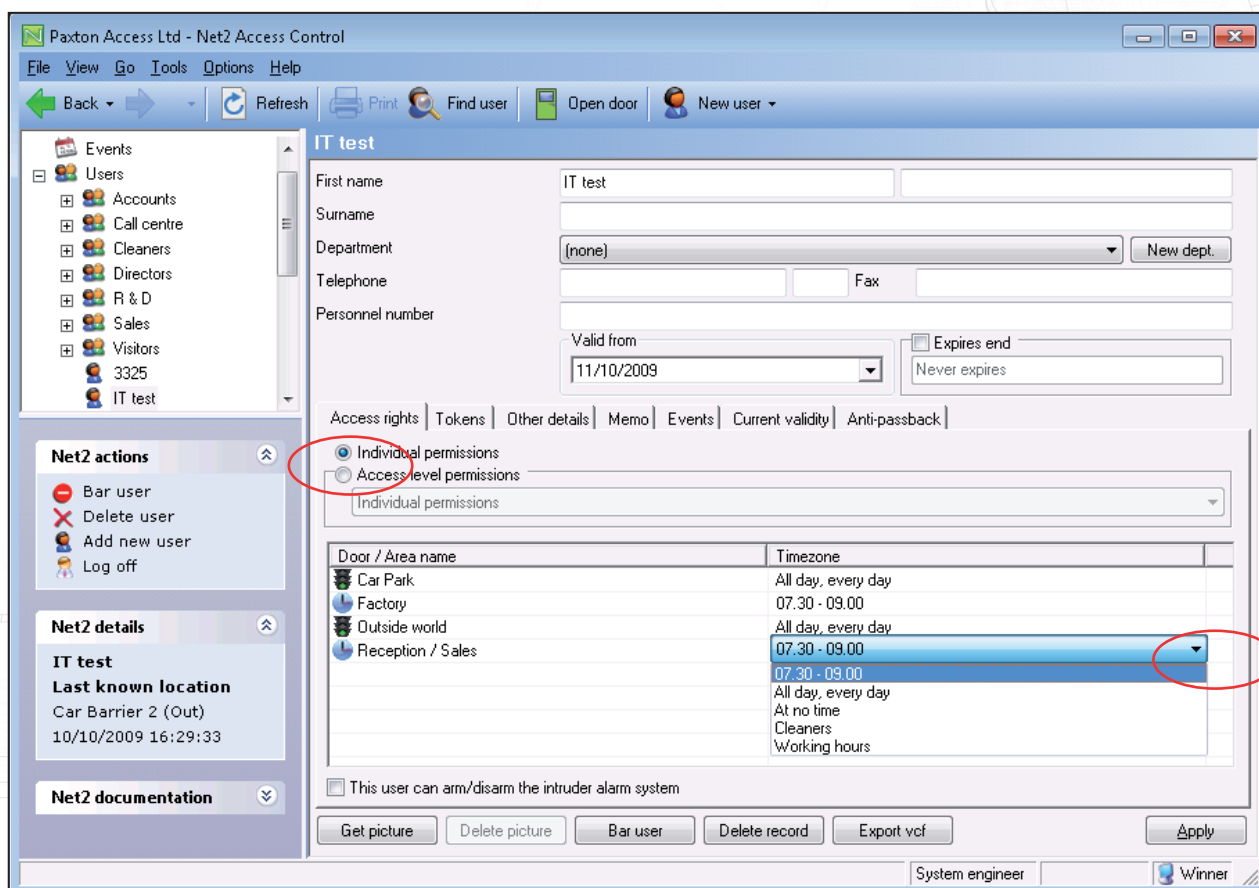 Paxton Access Ltd - Net2 Access Control
File View Go Tools Options Help
Back Refresh Print Find user Open door New user
Events
Users
Accounts
Call centre
Cleaners
Directors
R & D
Sales
Visitors
3325
IT test
Net2 actions
Bar user
Delete user
Add new user
Log off
Net2 details
IT test
Last known location
Car Barrier 2 (Out)
10/10/2009 16:29:33
Net2 documentation
IT test
First name IT test
Surname
Department (none) New dept.
Telephone Fax
Personnel number
Valid from Expires end
11/10/2009 Never expires
Access rights Tokens Other details Memo Events Current validity Anti-passback
Individual permissions
Access level permissions
Individual permissions
Door / Area name Timezone
Car Park All day, every day
Factory 07.30 - 09.00
Outside world All day, every day
Reception / Sales 07.30 - 09.00
07.30 - 09.00
All day, every day
At no time
Cleaners
Working hours
This user can arm/disarm the intruder alarm system
Get picture Delete picture Bar user Delete record Export vcf Apply
System engineer Winner